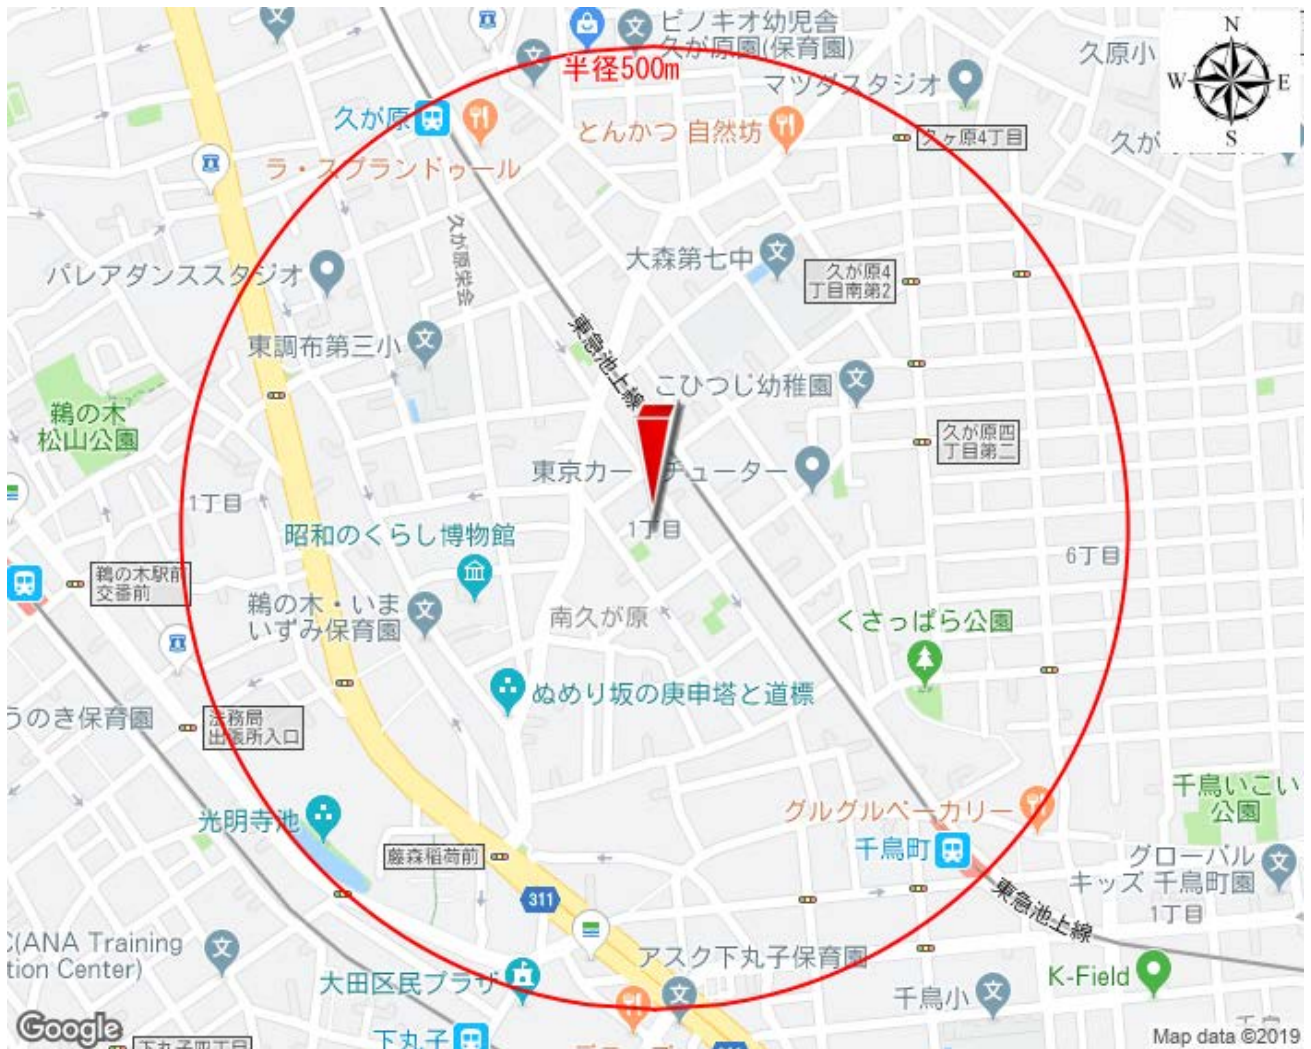 ピノキオ幼児舎
久が原園(保育園)
半径500m
久原小
N
W
E
S
マツダスタジオ
久が原
とんかつ 自然坊
久ヶ原4丁目
久が
ラ・スブランドゥール
久が原栄会
大森第七中
久が原4
丁目南第2
パレアダンススタジオ
東急池上線
東調布第三小
こひつじ幼稚園
鵜の木
松山公園
久が原四
丁目第二
東京カー
チューター
1丁目
1丁目
昭和のくらし博物館
6丁目
鵜の木駅前
交番前
鵜の木・いま
いずみ保育園
南久が原
くさっぱら公園
ぬめり坂の庚申塔と道標
うのき保育園
法務局
出張所入口
千鳥いこい
公園
光明寺池
グルグルベーカリー
千鳥町
藤森稲荷前
グローバル
キッズ 千鳥町園
東急池上線
1丁目
311
(ANA Training
tion Center)
アスク下丸子保育園
大田区民プラザ
K-Field
千鳥小
Google
下丸子
Map data ©2019